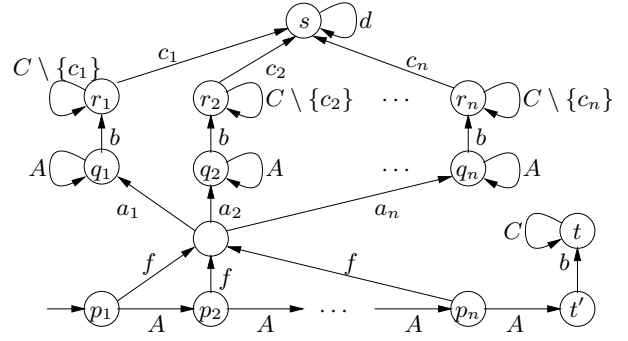 s d
c_1 c_2 c_n
C \ {c_1} r_1 r_2 C \ {c_2} ⋯ r_n C \ {c_n}
b b b
A q_1 q_2 A ⋯ q_n A
a_1 a_2 a_n
C t
f f f b
p_1 p_2 ⋯ p_n t′
A A A A